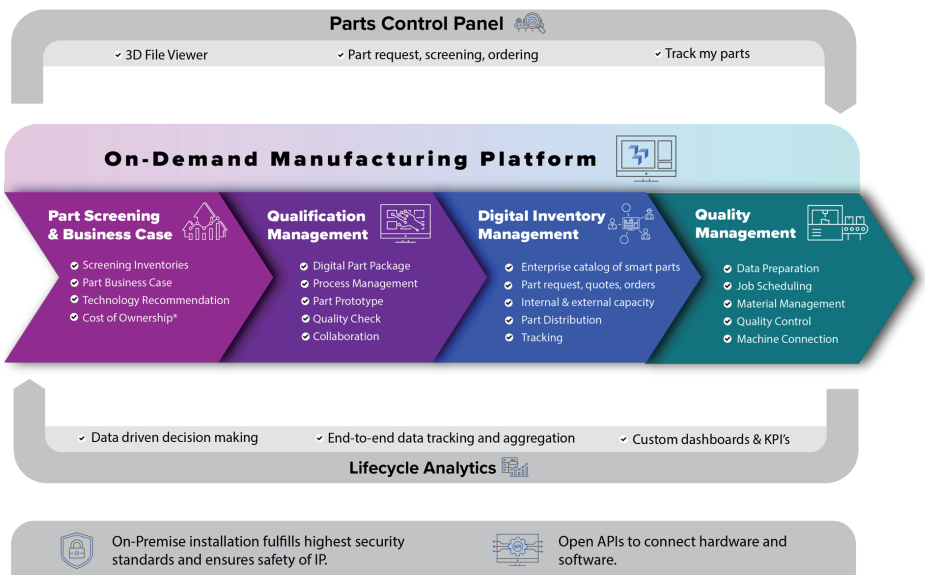 Parts Control Panel
3D File Viewer
Part request, screening, ordering
Track my parts
On-Demand Manufacturing Platform
Part Screening
& Business Case
Screening Inventories
Part Business Case
Technology Recommendation
Cost of Ownership*
Qualification
Management
Digital Part Package
Process Management
Part Prototype
Quality Check
Collaboration
Digital Inventory
Management
Enterprise catalog of smart parts
Part request, quotes, orders
Internal & external capacity
Part Distribution
Tracking
Quality
Management
Data Preparation
Job Scheduling
Material Management
Quality Control
Machine Connection
Data driven decision making
End-to-end data tracking and aggregation
Custom dashboards & KPI's
Lifecycle Analytics
On-Premise installation fulfills highest security
standards and ensures safety of IP.
API
Open APIs to connect hardware and
software.